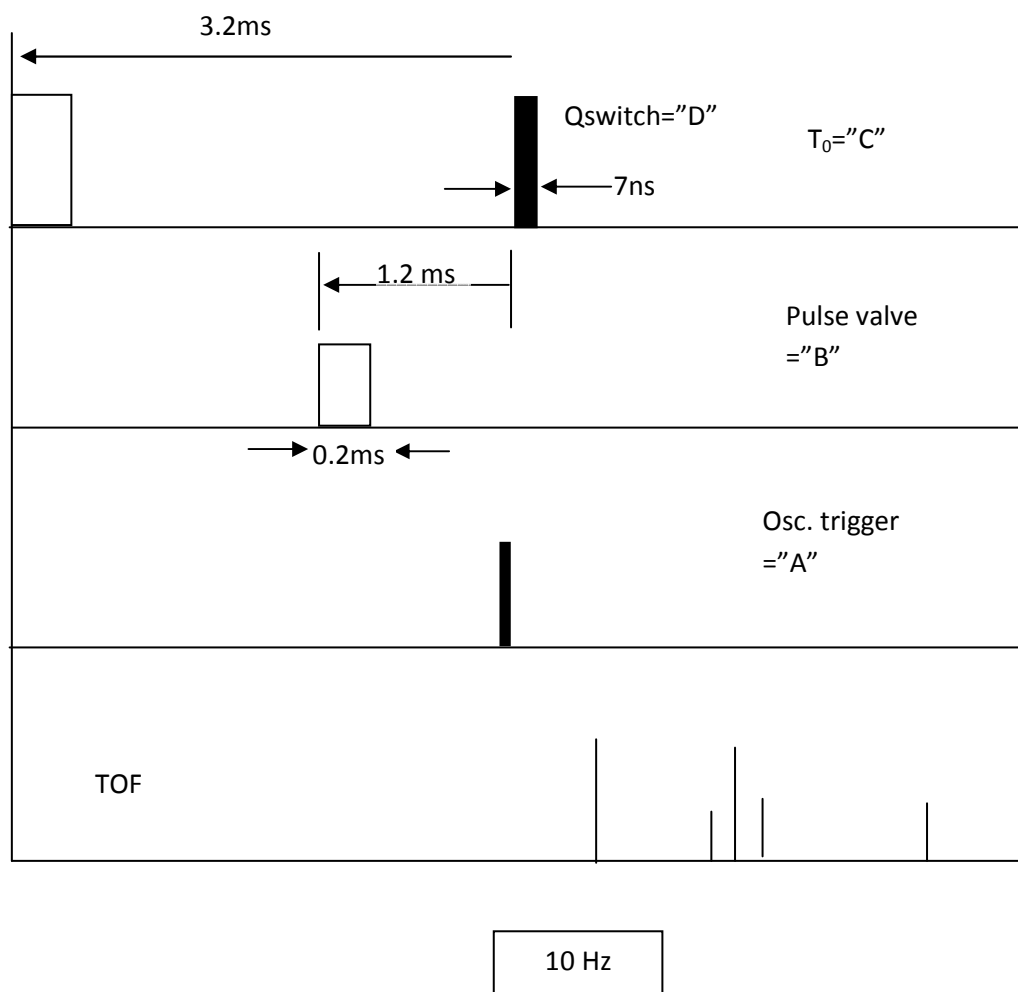 3.2ms
Qswitch=”D”
T₀=”C”
7ns
1.2 ms
Pulse valve
=”B”
0.2ms
Osc. trigger
=”A”
TOF
10 Hz